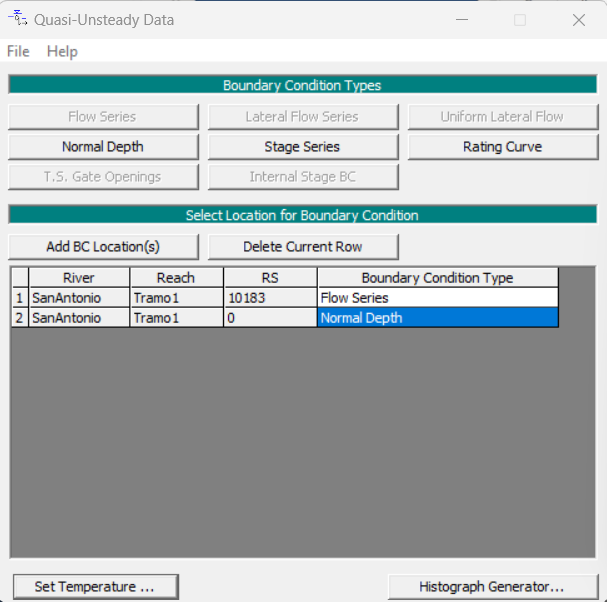 Quasi-Unsteady Data
File Help
Boundary Condition Types
Flow Series Lateral Flow Series Uniform Lateral Flow
Normal Depth Stage Series Rating Curve
T.S. Gate Openings Internal Stage BC
Select Location for Boundary Condition
Add BC Location(s) Delete Current Row
River Reach RS Boundary Condition Type
1 SanAntonio Tramo1 10183 Flow Series
2 SanAntonio Tramo1 0 Normal Depth
Set Temperature ... Histograph Generator...